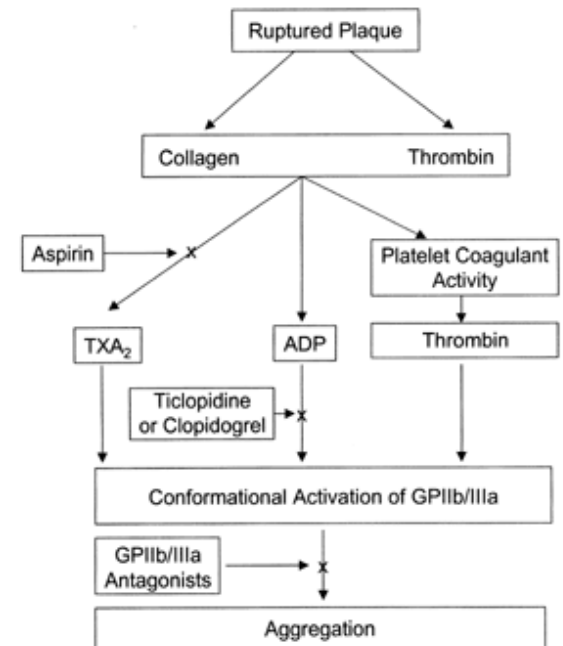 Ruptured Plaque
Collagen Thrombin
Aspirin
x
Platelet Coagulant
Activity
TXA₂
ADP
Thrombin
Ticlopidine
or Clopidogrel
x
Conformational Activation of GPIIb/IIIa
GPIIb/IIIa
Antagonists
x
Aggregation